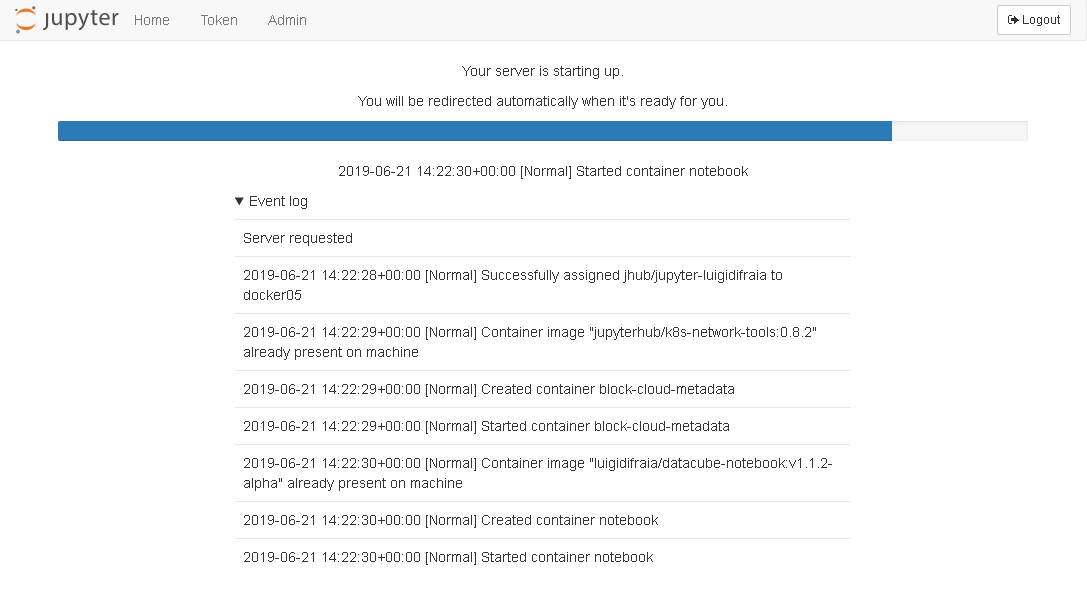 jupyter Home Token Admin Logout
Your server is starting up.
You will be redirected automatically when it's ready for you.
2019-06-21 14:22:30+00:00 [Normal] Started container notebook
Event log
Server requested
2019-06-21 14:22:28+00:00 [Normal] Successfully assigned jhub/jupyter-luigidifraia to
docker05
2019-06-21 14:22:29+00:00 [Normal] Container image "jupyterhub/k8s-network-tools:0.8.2"
already present on machine
2019-06-21 14:22:29+00:00 [Normal] Created container block-cloud-metadata
2019-06-21 14:22:29+00:00 [Normal] Started container block-cloud-metadata
2019-06-21 14:22:30+00:00 [Normal] Container image "luigidifraia/datacube-notebook:v1.1.2-
alpha" already present on machine
2019-06-21 14:22:30+00:00 [Normal] Created container notebook
2019-06-21 14:22:30+00:00 [Normal] Started container notebook